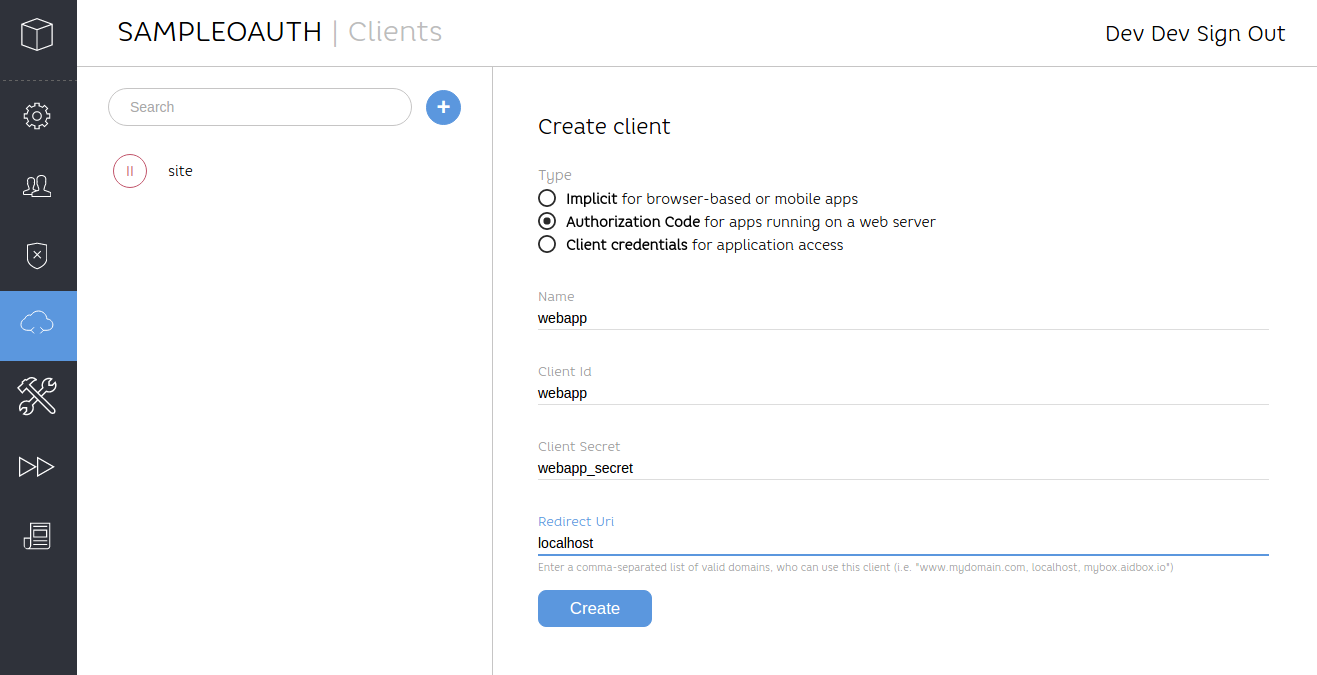 SAMPLEOAUTH | Clients
Dev Dev Sign Out
Search
+
site
Create client
Type
Implicit for browser-based or mobile apps
Authorization Code for apps running on a web server
Client credentials for application access
Name
webapp
Client Id
webapp
Client Secret
webapp_secret
Redirect Uri
localhost
Enter a comma-separated list of valid domains, who can use this client (i.e. "www.mydomain.com, localhost, mybox.aidbox.io")
Create